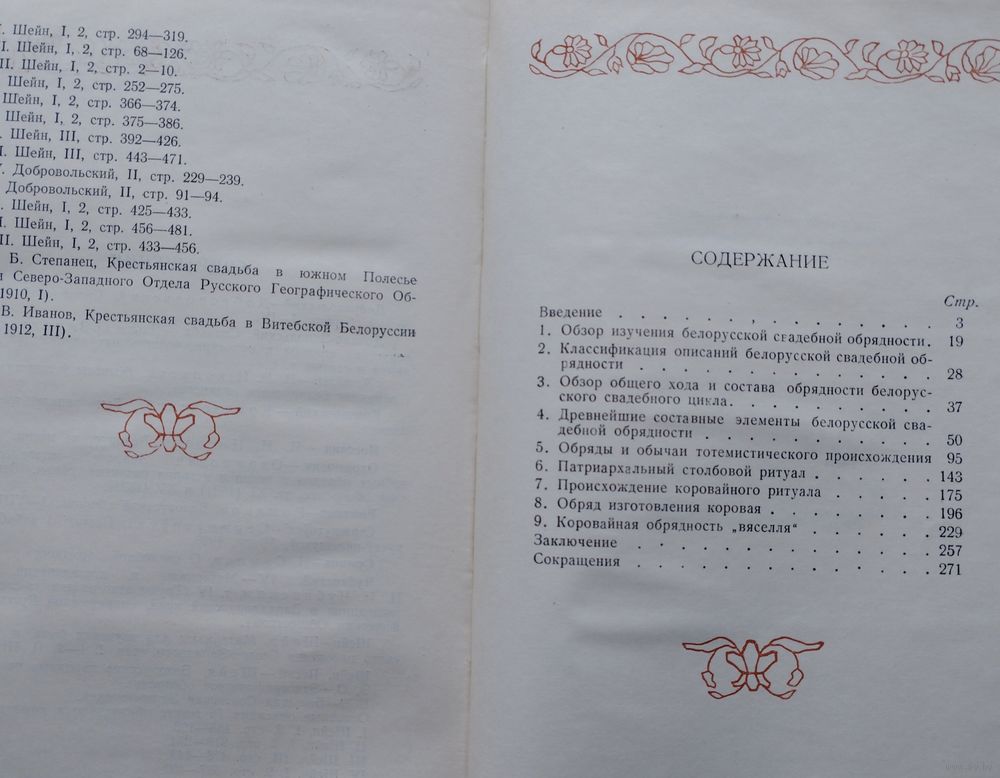 Шейн, I, 2, стр. 294—319.
Шейн, I, 2, стр. 68—126.
Шейн, I, 2, стр. 2—10.
Шейн, I, 2, стр. 252—275.
Шейн, I, 2, стр. 366—374.
Шейн, I, 2, стр. 375—386.
Шейн, III, стр. 392—426.
Шейн, III, стр. 443—471.
Добровольский, II, стр. 229—239.
Добровольский, II, стр. 91—94.
Шейн, I, 2, стр. 425—433.
Шейн, I, 2, стр. 456—481.
Шейн, I, 2, стр. 433—456.
Б. Степанец, Крестьянская свадьба в южном Полесье
Северо-Западного Отдела Русского Географического Об-
1910, I).
В. Иванов, Крестьянская свадьба в Витебской Белоруссии
1912, III).
СОДЕРЖАНИЕ
Стр.
Введение . . . . . . . . . . . . . . . 3
1. Обзор изучения белорусской свадебной обрядности. 19
2. Классификация описаний белорусской свадебной об-
рядности . . . . . . . . . . . . . . 28
3. Обзор общего хода и состава обрядности белорус-
ского свадебного цикла. . . . . . . . . . 37
4. Древнейшие составные элементы белорусской сва-
дебной обрядности . . . . . . . . . . . 50
5. Обряды и обычаи тотемистического происхождения 95
6. Патриархальный столбовой ритуал . . . . . . 143
7. Происхождение коровайного ритуала . . . . . 175
8. Обряд изготовления коровая . . . . . . . . 196
9. Коровайная обрядность „вяселля“ . . . . . . 229
Заключение . . . . . . . . . . . . . . 257
Сокращения . . . . . . . . . . . . . . 271